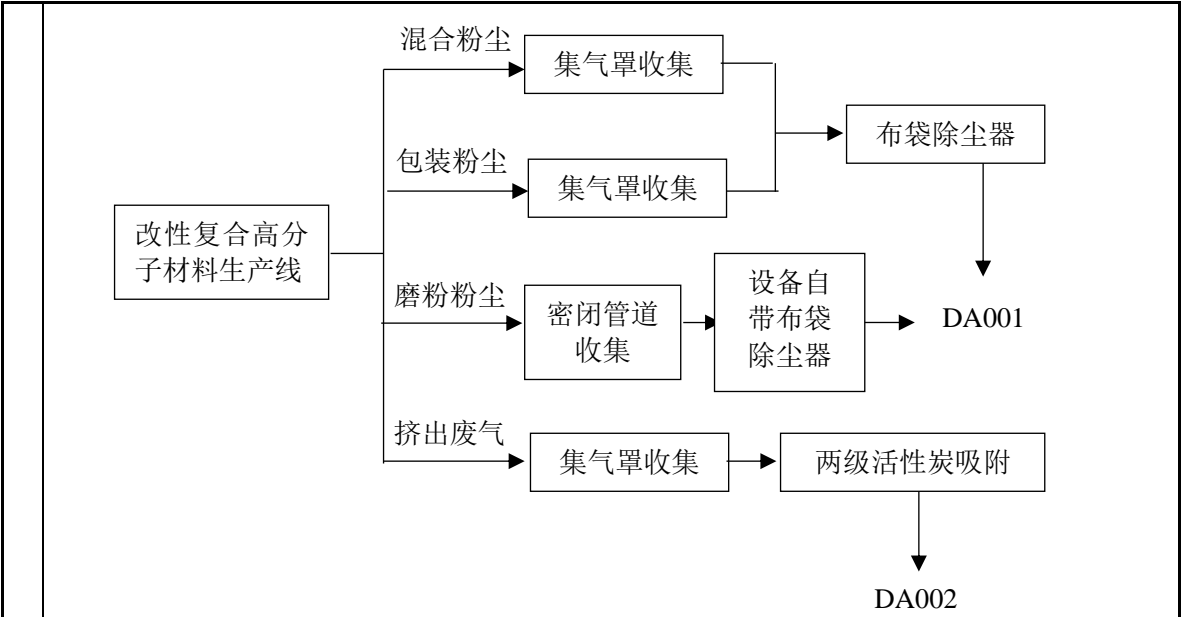 混合粉尘
集气罩收集
布袋除尘器
包装粉尘
集气罩收集
改性复合高分
子材料生产线
磨粉粉尘
密闭管道
收集
设备自
带布袋
除尘器
DA001
挤出废气
集气罩收集
两级活性炭吸附
DA002